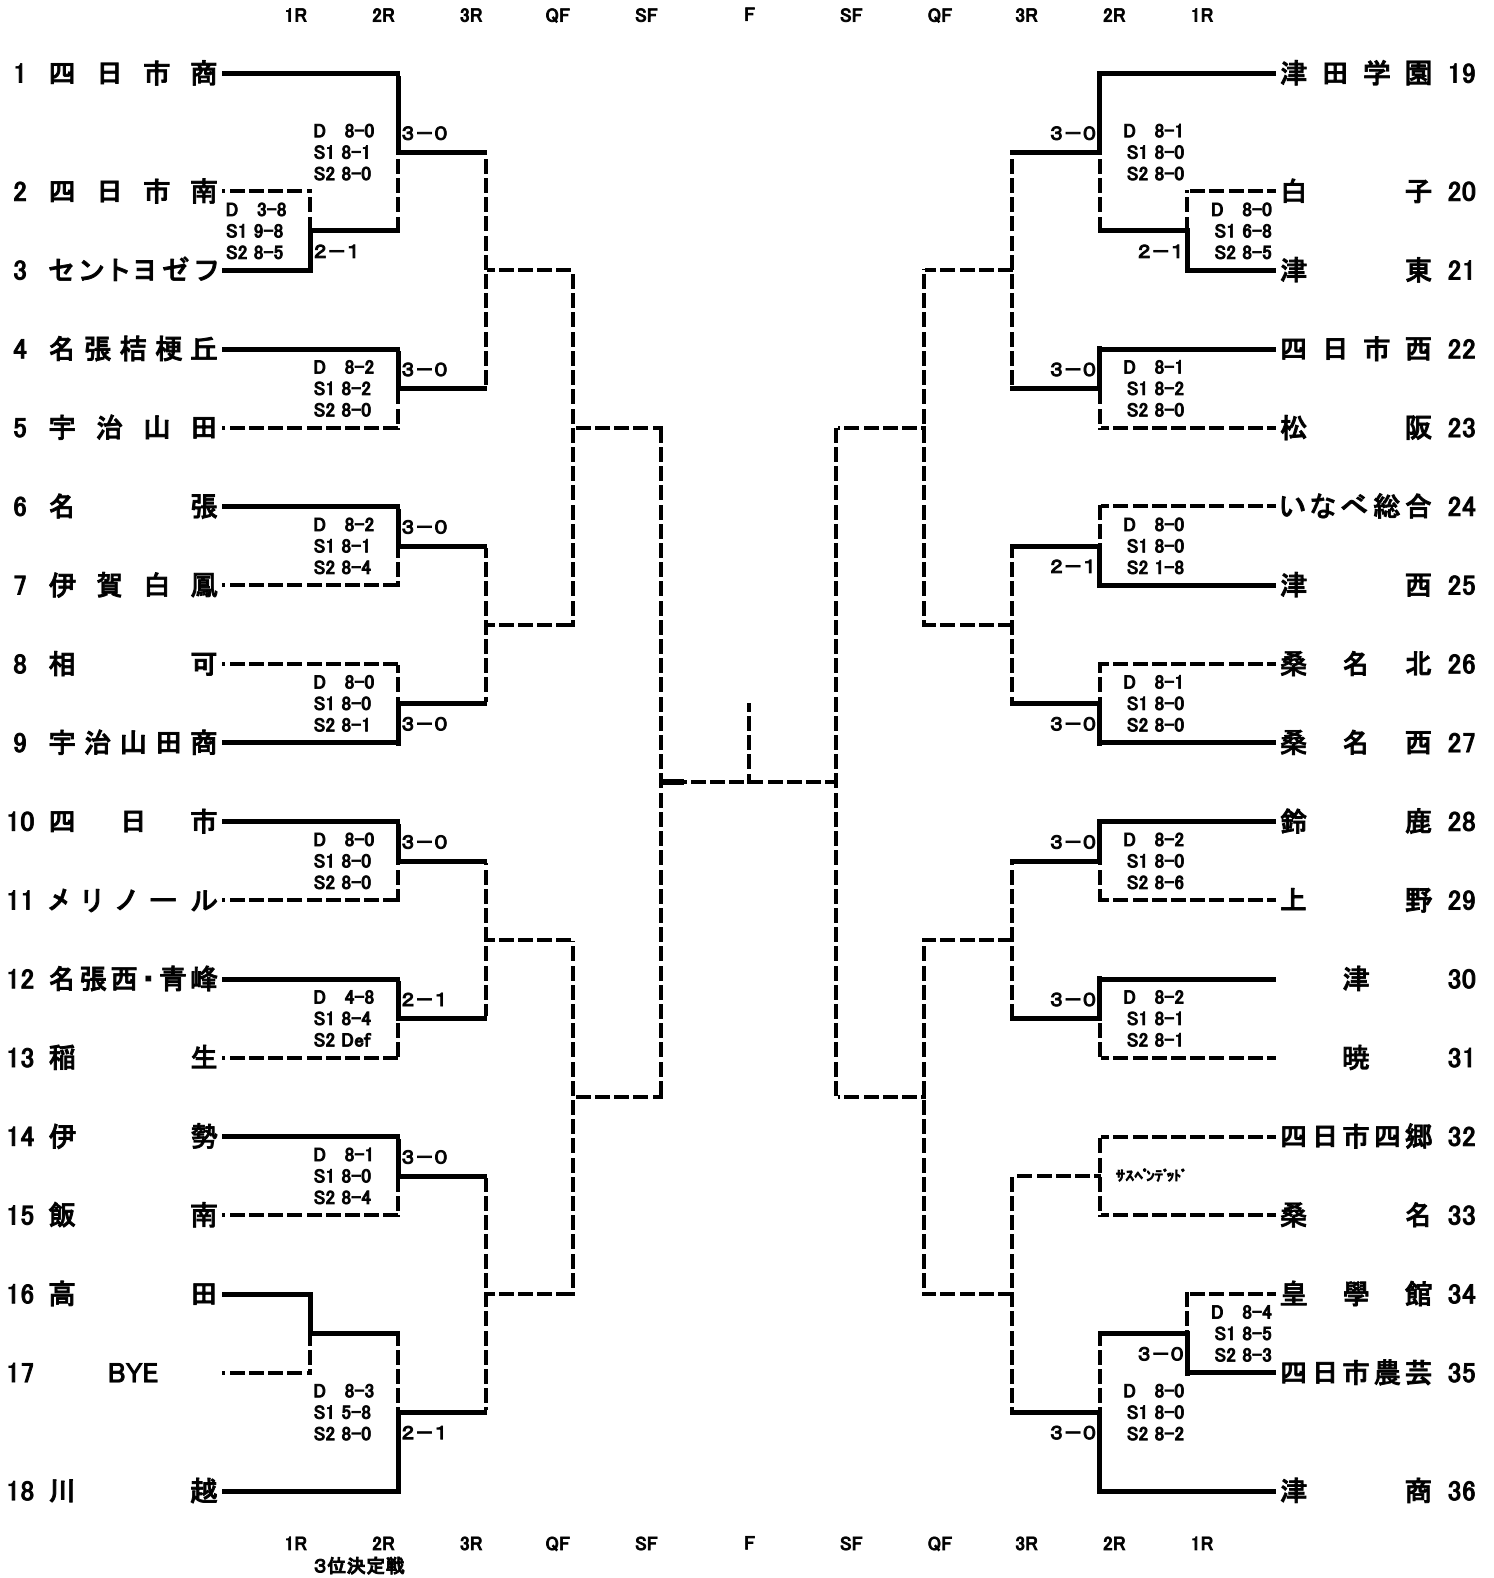 1R 2R 3R QF SF F SF QF 3R 2R 1R
1 四日市商
D 8-0 3-0
S1 8-1
S2 8-0
2 四日市南
D 3-8
S1 9-8
S2 8-5 2-1
3 セントヨゼフ
4 名張桔梗丘
D 8-2 3-0
S1 8-2
S2 8-0
5 宇治山田
6 名張
D 8-2 3-0
S1 8-1
S2 8-4
7 伊賀白鳳
8 相可
D 8-0
S1 8-0
S2 8-1 3-0
9 宇治山田商
10 四日市
D 8-0 3-0
S1 8-0
S2 8-0
11 メリノール
12 名張西・青峰
D 4-8 2-1
S1 8-4
S2 Def
13 稲生
14 伊勢
D 8-1 3-0
S1 8-0
S2 8-4
15 飯南
16 高田
17 BYE
D 8-3
S1 5-8
S2 8-0 2-1
18 川越
津田学園 19
3-0 D 8-1
S1 8-0
S2 8-0
白子 20
D 8-0
S1 6-8
2-1 S2 8-5
津東 21
四日市西 22
3-0 D 8-1
S1 8-2
S2 8-0
松阪 23
いなべ総合 24
D 8-0
S1 8-0
2-1 S2 1-8
津西 25
桑名北 26
D 8-1
S1 8-0
3-0 S2 8-0
桑名西 27
鈴鹿 28
3-0 D 8-2
S1 8-0
S2 8-6
上野 29
津 30
3-0 D 8-2
S1 8-1
S2 8-1
暁 31
四日市四郷 32
ｻｽﾍﾟﾝﾃﾞｯﾄﾞ
桑名 33
皇學館 34
D 8-4
S1 8-5
3-0 S2 8-3
四日市農芸 35
D 8-0
S1 8-0
3-0 S2 8-2
津商 36
1R 2R 3R QF SF F SF QF 3R 2R 1R
3位決定戦